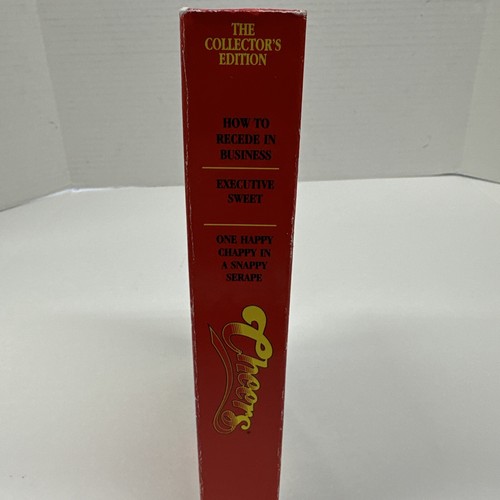 THE
COLLECTOR'S
EDITION
HOW TO
RECEDE IN
BUSINESS
EXECUTIVE
SWEET
ONE HAPPY
CHAPPY IN
A SNAPPY
SERAPE
Cheers